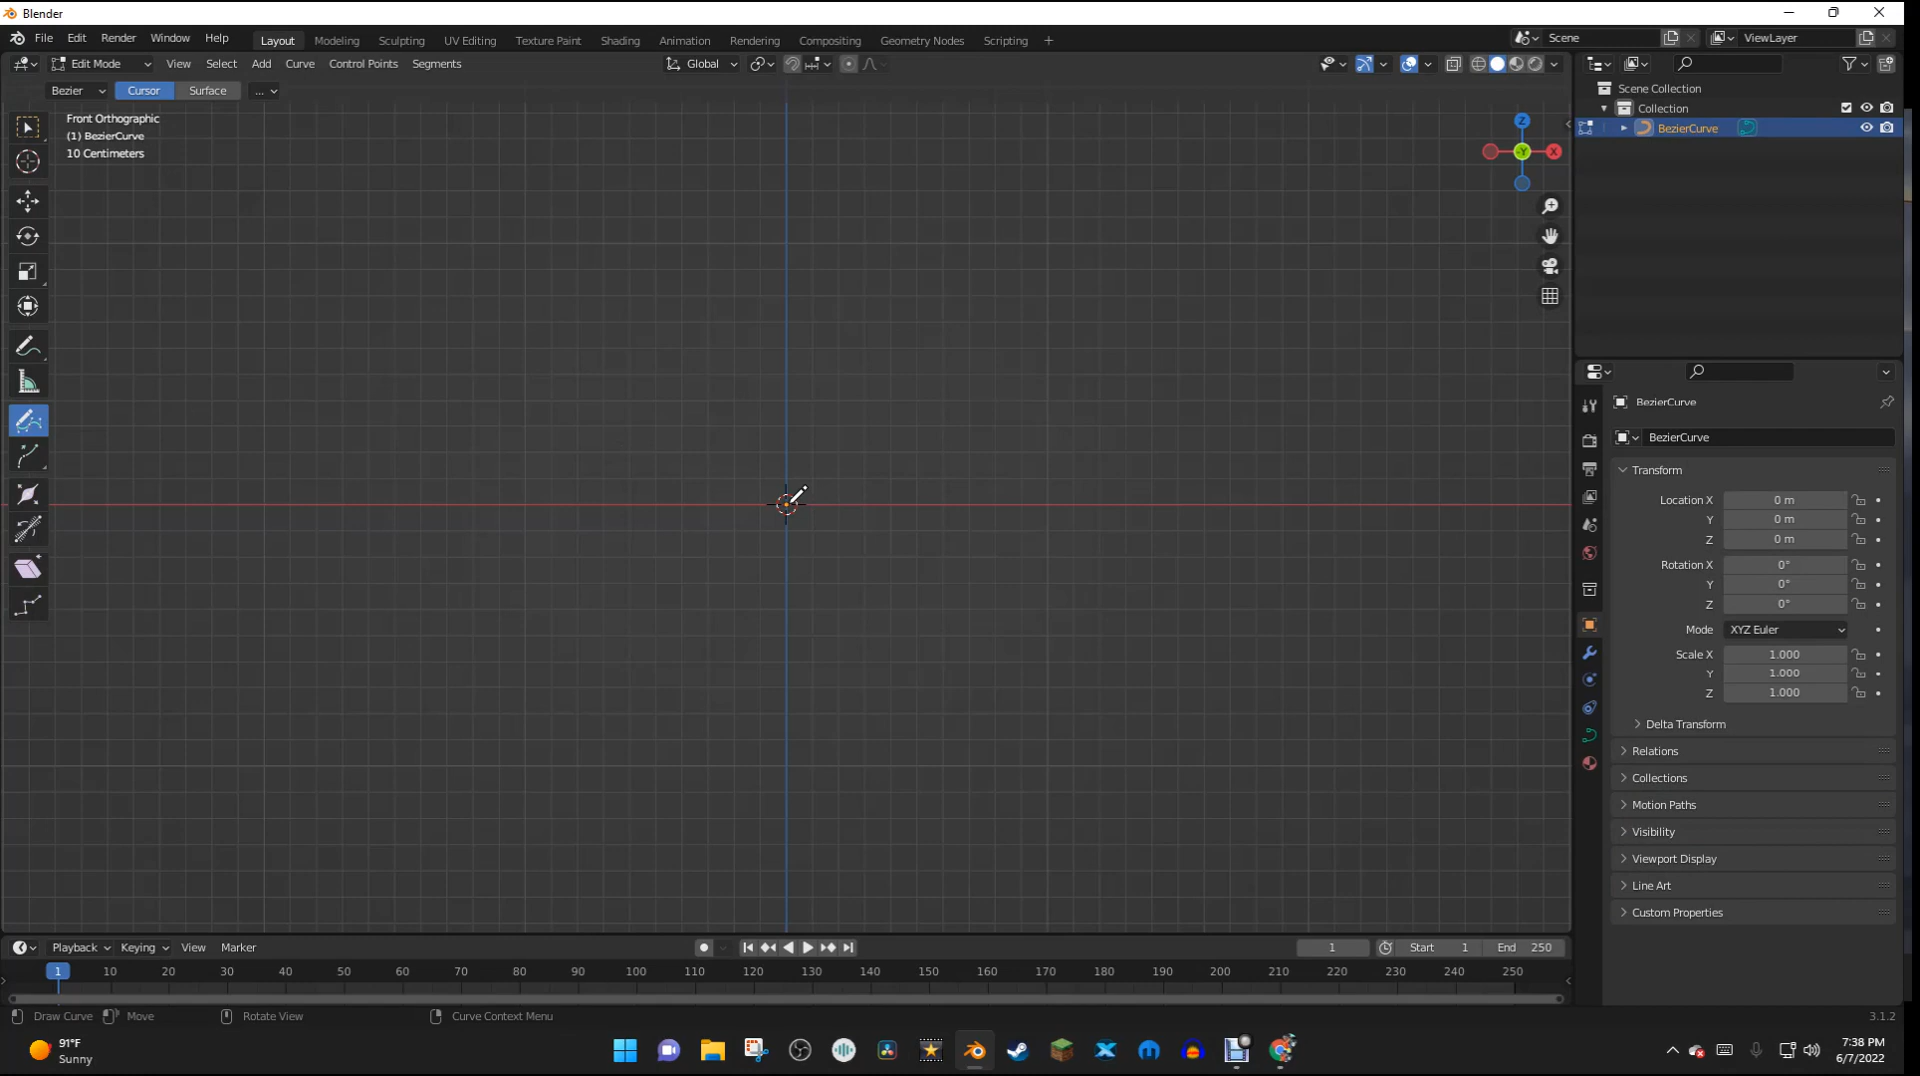 Blender
File Edit Render Window Help
Layout Modeling Sculpting UV Editing Texture Paint Shading Animation Rendering Compositing Geometry Nodes Scripting +
Scene
ViewLayer
Edit Mode View Select Add Curve Control Points Segments
Global
Bezier Cursor Surface ...
Front Orthographic
(1) BezierCurve
10 Centimeters
Z
-Y
X
Scene Collection
Collection
BezierCurve
BezierCurve
BezierCurve
Transform
Location X 0 m
Y 0 m
Z 0 m
Rotation X 0°
Y 0°
Z 0°
Mode XYZ Euler
Scale X 1.000
Y 1.000
Z 1.000
Delta Transform
Relations
Collections
Motion Paths
Visibility
Viewport Display
Line Art
Custom Properties
Playback Keying View Marker
1 Start 1 End 250
1 10 20 30 40 50 60 70 80 90 100 110 120 130 140 150 160 170 180 190 200 210 220 230 240 250
Draw Curve Move Rotate View Curve Context Menu
3.1.2
91°F
Sunny
7:38 PM
6/7/2022